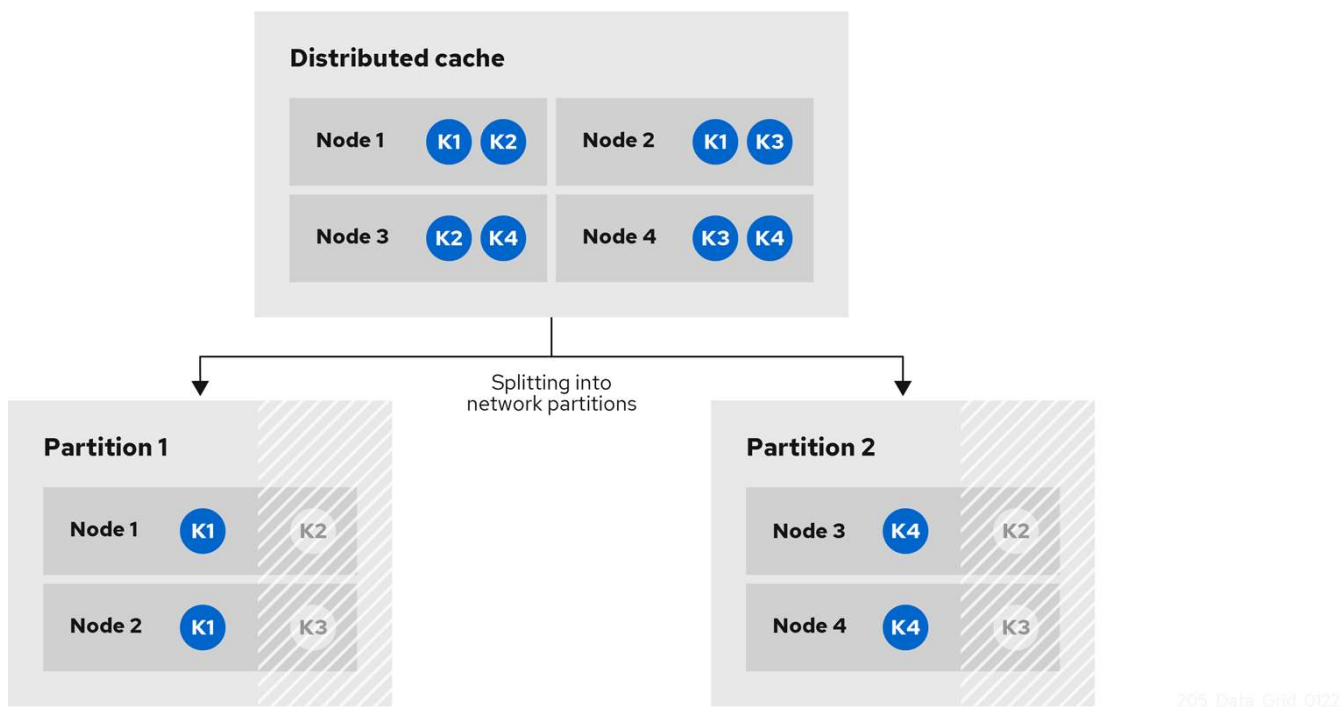 Distributed cache
Node 1 K1 K2 Node 2 K1 K3
Node 3 K2 K4 Node 4 K3 K4
Splitting into
network partitions
Partition 1
Node 1 K1 K2
Node 2 K1 K3
Partition 2
Node 3 K4 K2
Node 4 K4 K3
205_Data_Grid_0122